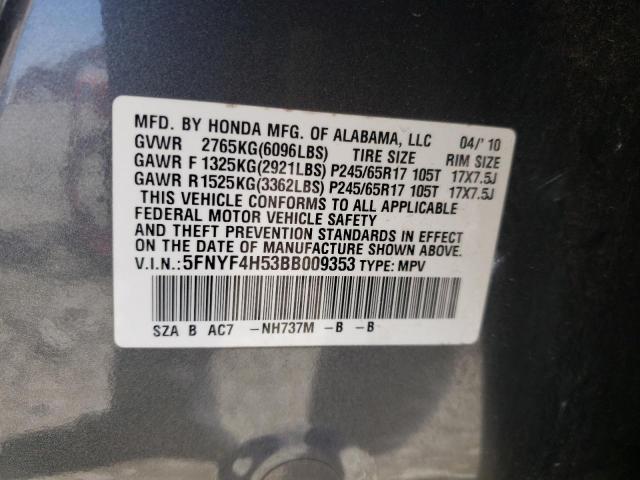 MFD. BY HONDA MFG. OF ALABAMA, LLC 04/'10
GVWR 2765KG(6096LBS) TIRE SIZE RIM SIZE
GAWR F 1325KG(2921LBS) P245/65R17 105T 17X7.5J
GAWR R 1525KG(3362LBS) P245/65R17 105T 17X7.5J
THIS VEHICLE CONFORMS TO ALL APPLICABLE
FEDERAL MOTOR VEHICLE SAFETY
AND THEFT PREVENTION STANDARDS IN EFFECT
ON THE DATE OF MANUFACTURE SHOWN ABOVE.
V.I.N.:5FNYF4H53BB009353 TYPE: MPV
SZA B AC7 -NH737M -B -B